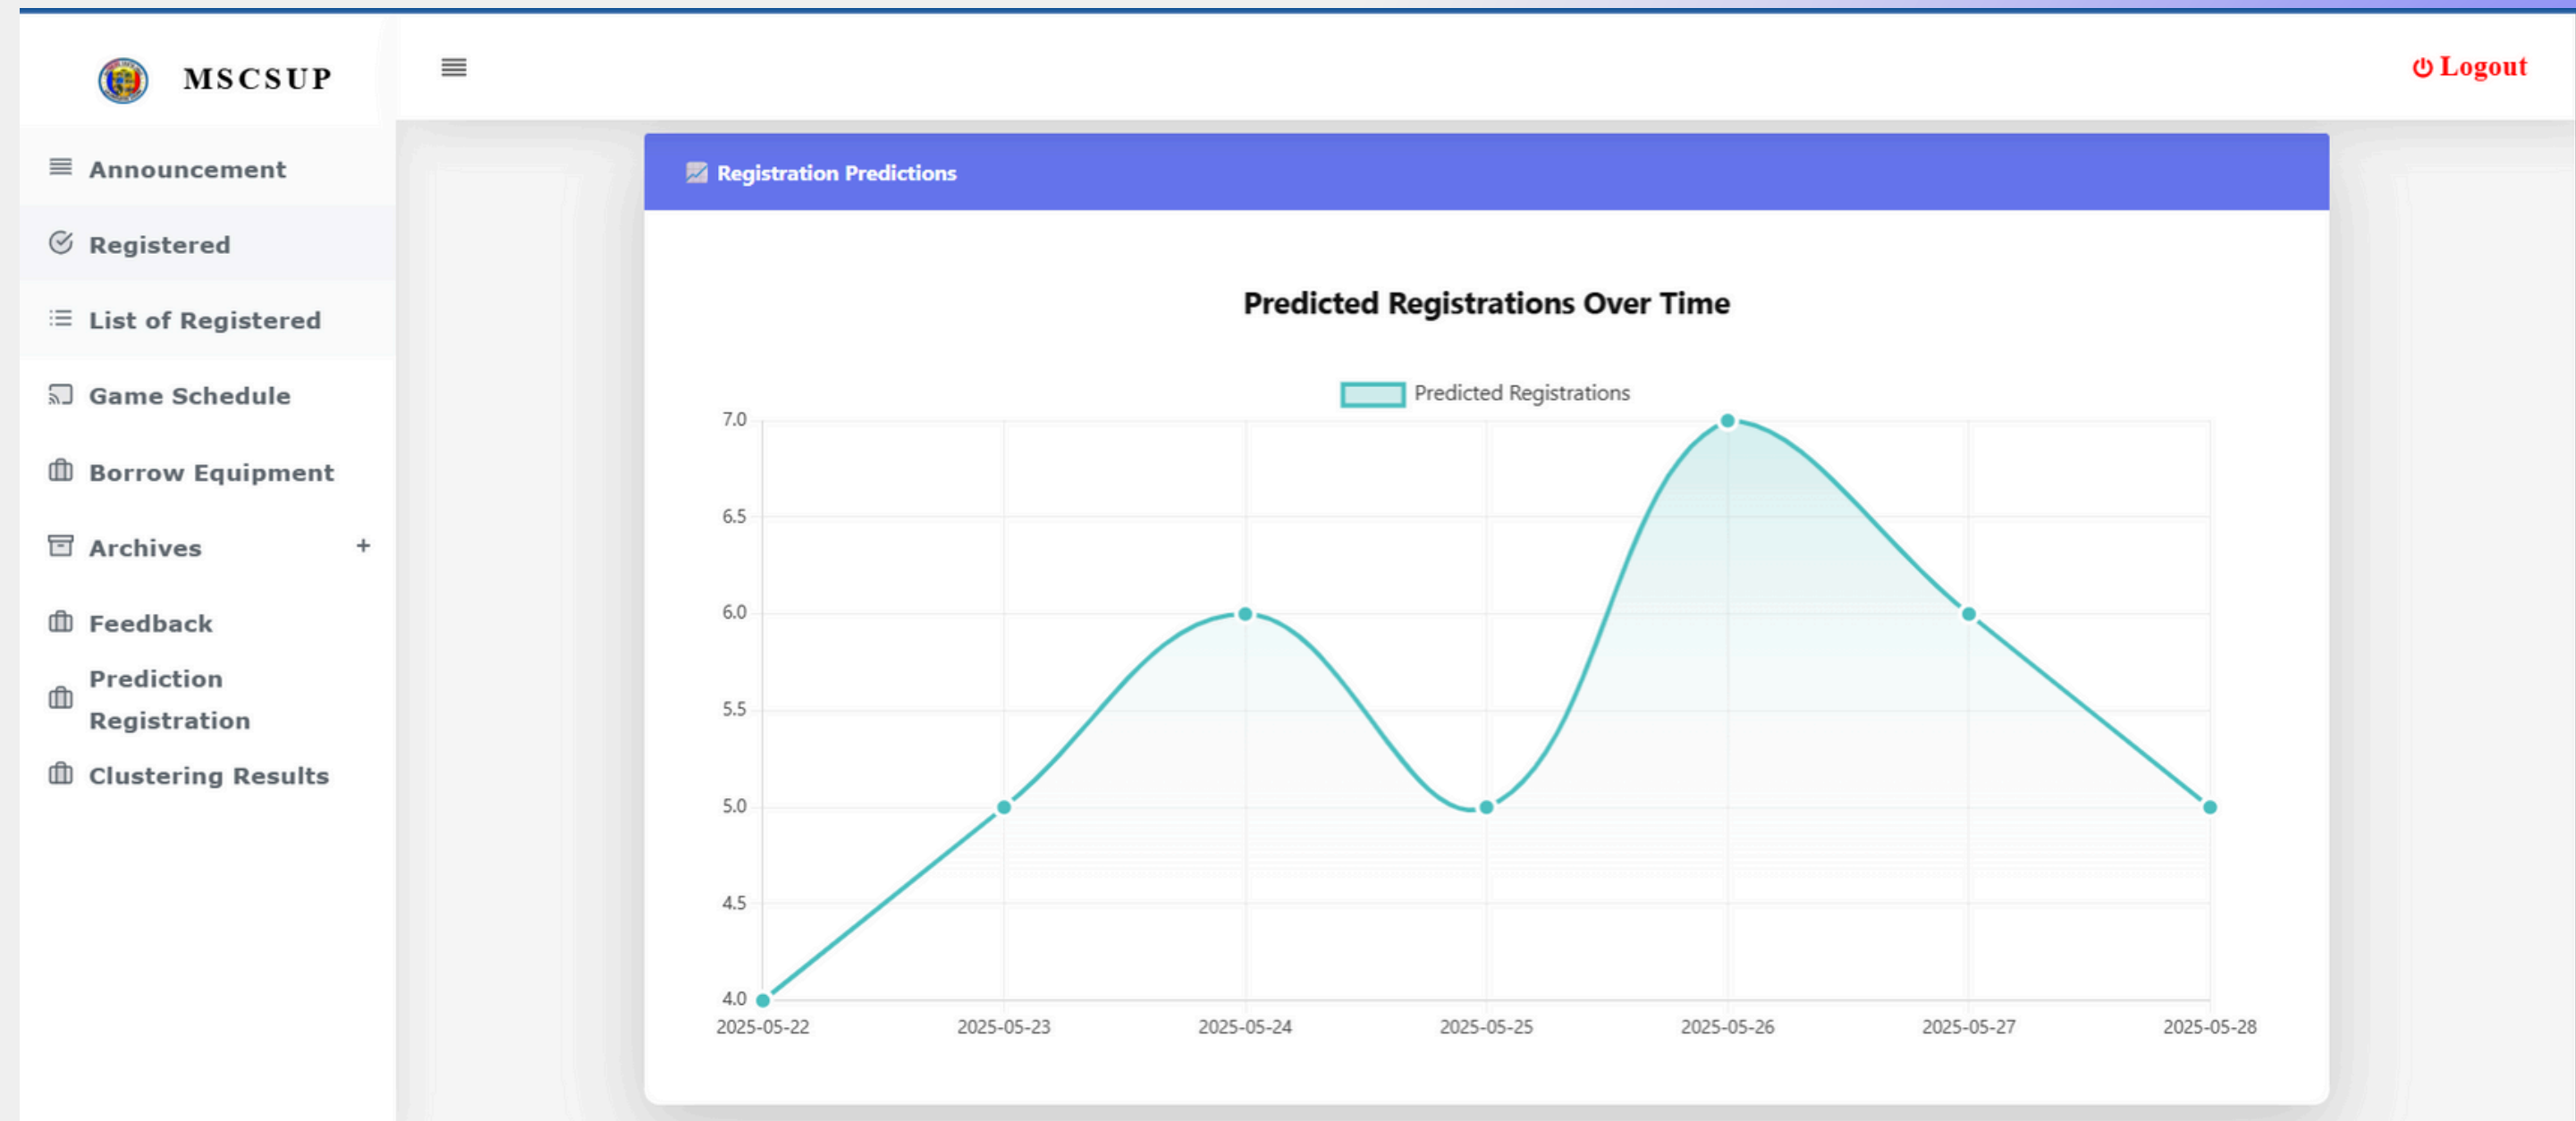 MSCSUP
Logout
Announcement
Registered
List of Registered
Game Schedule
Borrow Equipment
Archives +
Feedback
Prediction
Registration
Clustering Results
Registration Predictions
Predicted Registrations Over Time
Predicted Registrations
7.0
6.5
6.0
5.5
5.0
4.5
4.0
2025-05-22 2025-05-23 2025-05-24 2025-05-25 2025-05-26 2025-05-27 2025-05-28